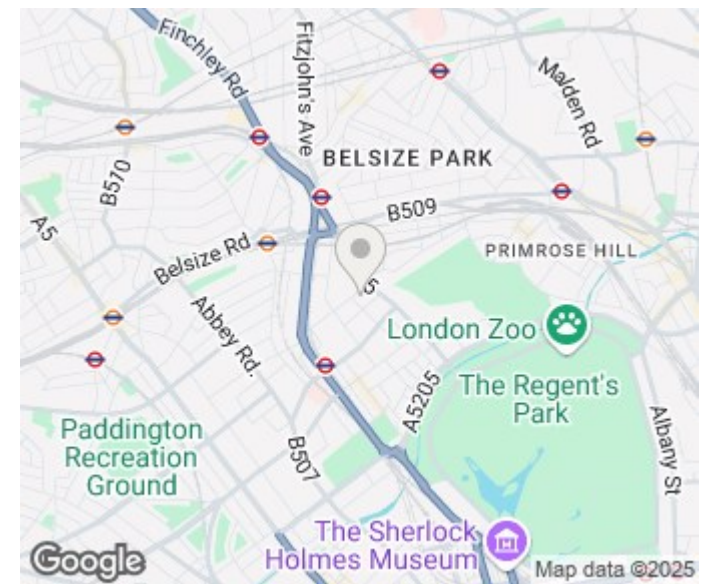 Finchley Rd
Fitzjohn's Ave
Malden Rd
BELSIZE PARK
B570
B509
A5
Belsize Rd
PRIMROSE HILL
Abbey Rd.
London Zoo
The Regent's
Park
A5205
Albany St
Paddington
Recreation
Ground
B507
The Sherlock
Holmes Museum
Google
Map data ©2025